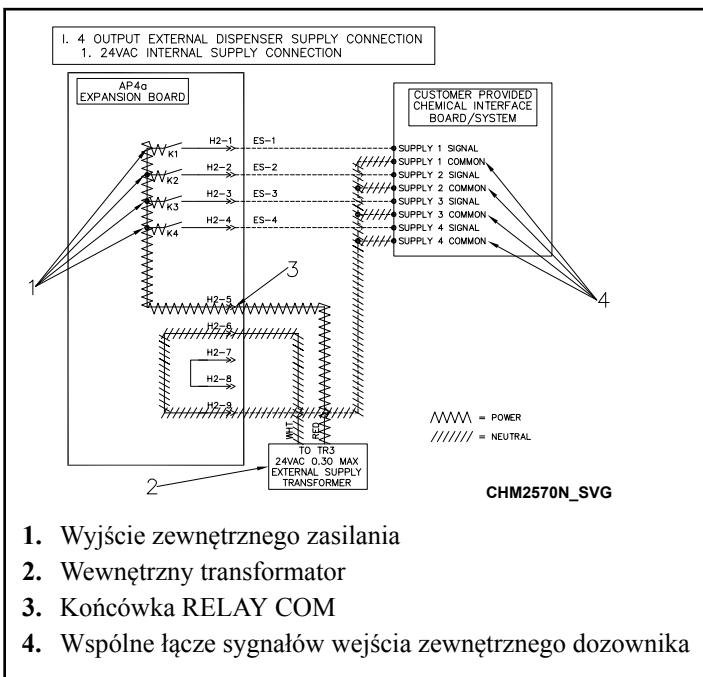 I. 4 OUTPUT EXTERNAL DISPENSER SUPPLY CONNECTION
1. 24VAC INTERNAL SUPPLY CONNECTION
AP4a
EXPANSION BOARD
CUSTOMER PROVIDED
CHEMICAL INTERFACE
BOARD/SYSTEM
K1
H2-1
ES-1
SUPPLY 1 SIGNAL
SUPPLY 1 COMMON
K2
H2-2
ES-2
SUPPLY 2 SIGNAL
SUPPLY 2 COMMON
K3
H2-3
ES-3
SUPPLY 3 SIGNAL
SUPPLY 3 COMMON
K4
H2-4
ES-4
SUPPLY 4 SIGNAL
SUPPLY 4 COMMON
1
3
4
H2-5
H2-6
H2-7
H2-8
H2-9
WHT
RED
= POWER
= NEUTRAL
TO TR3
24VAC 0.30 MAX
EXTERNAL SUPPLY
TRANSFORMER
2
CHM2570N_SVG
1. Wyjście zewnętrznego zasilania
2. Wewnętrzny transformator
3. Końcówka RELAY COM
4. Wspólne łącze sygnałów wejścia zewnętrznego dozownika